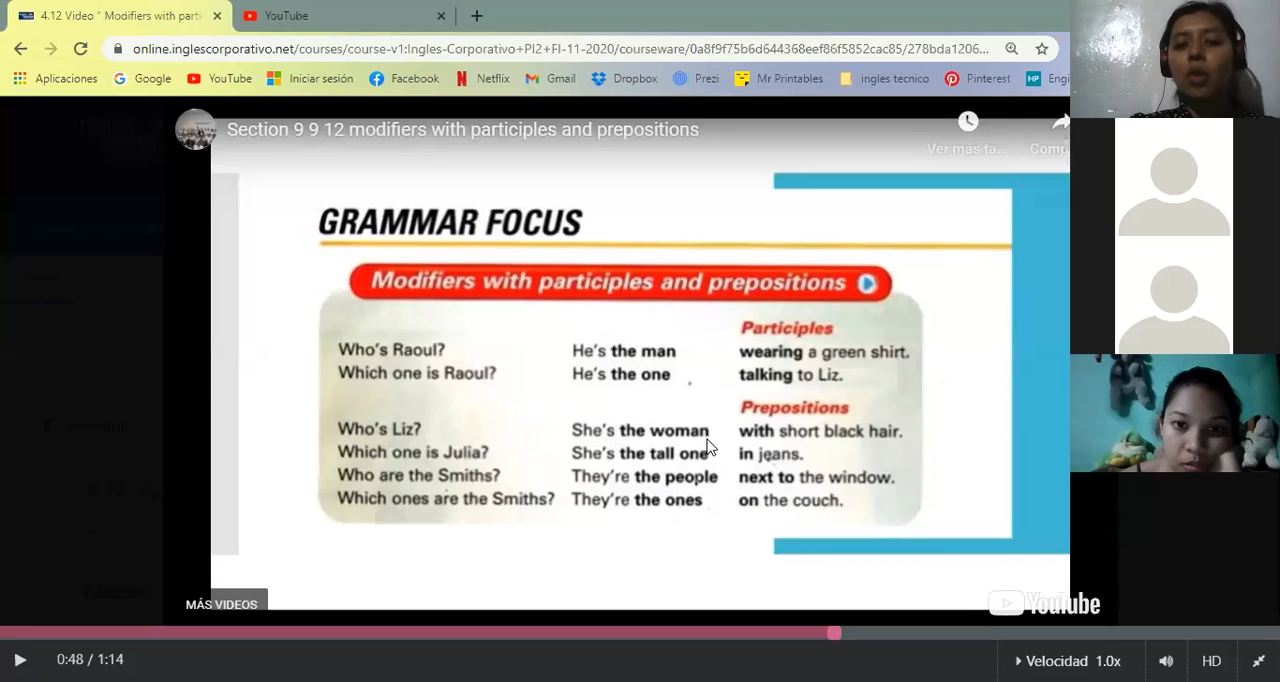 4.12 Video " Modifiers with parti
YouTube
online.inglescorporativo.net/courses/course-v1:Ingles-Corporativo+PI2+FI-11-2020/courseware/0a8f9f75b6d644368eef86f5852cac85/278bda1206...
Aplicaciones Google YouTube Iniciar sesión Facebook Netflix Gmail Dropbox Prezi Mr Printables ingles tecnico Pinterest HP Engl
Section 9 9 12 modifiers with participles and prepositions
Ver más ta... Comp
GRAMMAR FOCUS
Modifiers with participles and prepositions
Participles
Who's Raoul? He's the man wearing a green shirt.
Which one is Raoul? He's the one talking to Liz.
Prepositions
Who's Liz? She's the woman with short black hair.
Which one is Julia? She's the tall one in jeans.
Who are the Smiths? They're the people next to the window.
Which ones are the Smiths? They're the ones on the couch.
MÁS VIDEOS
YouTube
0:48 / 1:14
Velocidad 1.0x
HD